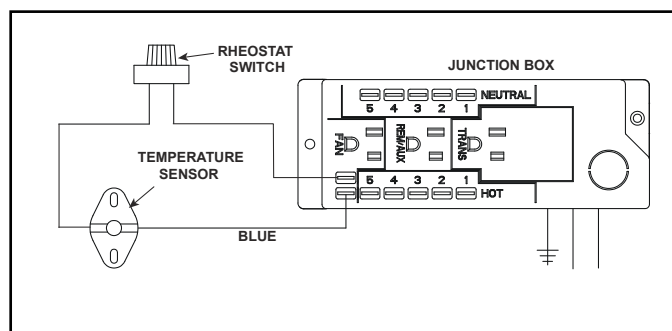 RHEOSTAT
SWITCH
JUNCTION BOX
NEUTRAL
5 4 3 2 1
FAN
REM/AUX
TRANS
TEMPERATURE
SENSOR
5 4 3 2 1
HOT
BLUE